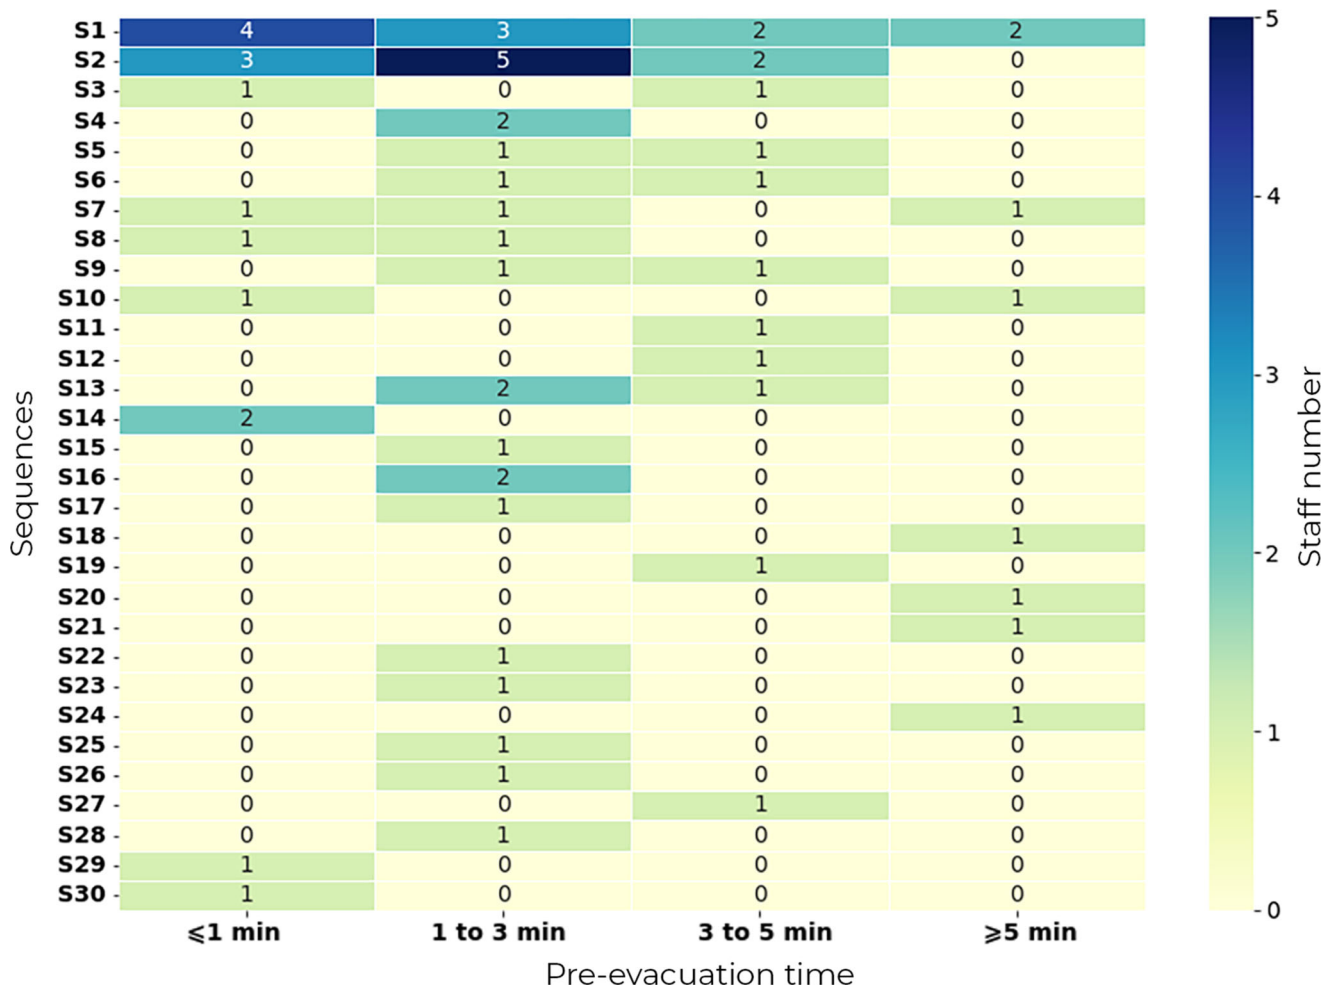 S1 4 3 2 2
S2 3 5 2 0
S3 1 0 1 0
S4 0 2 0 0
S5 0 1 1 0
S6 0 1 1 0
S7 1 1 0 1
S8 1 1 0 0
S9 0 1 1 0
S10 1 0 0 1
S11 0 0 1 0
S12 0 0 1 0
S13 0 2 1 0
S14 2 0 0 0
S15 0 1 0 0
S16 0 2 0 0
S17 0 1 0 0
S18 0 0 0 1
S19 0 0 1 0
S20 0 0 0 1
S21 0 0 0 1
S22 0 1 0 0
S23 0 1 0 0
S24 0 0 0 1
S25 0 1 0 0
S26 0 1 0 0
S27 0 0 1 0
S28 0 1 0 0
S29 1 0 0 0
S30 1 0 0 0
⩽1 min 1 to 3 min 3 to 5 min ⩾5 min
Pre-evacuation time
Sequences
5
4
3
2
1
0
Staff number